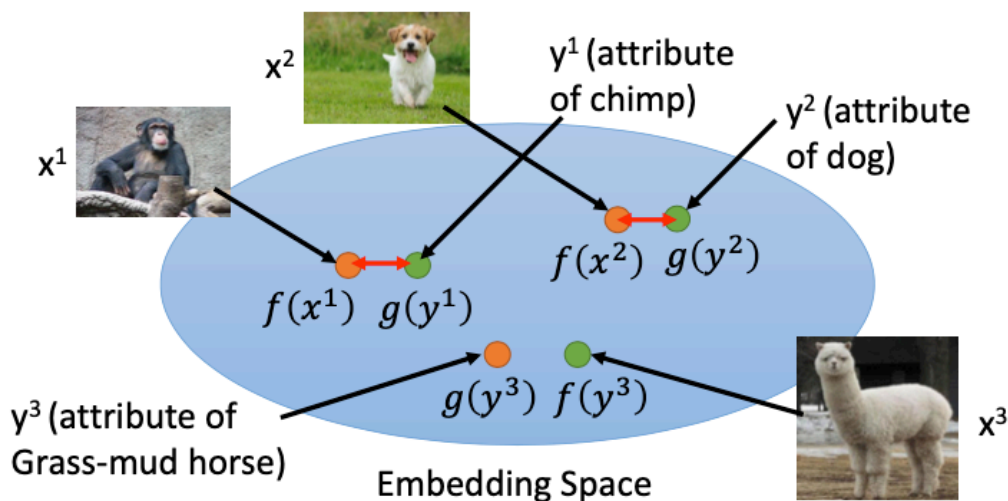 x²
y¹ (attribute
of chimp)
y² (attribute
of dog)
x¹
f(x²) g(y²)
f(x¹) g(y¹)
g(y³) f(y³)
y³ (attribute of
Grass-mud horse)
x³
Embedding Space